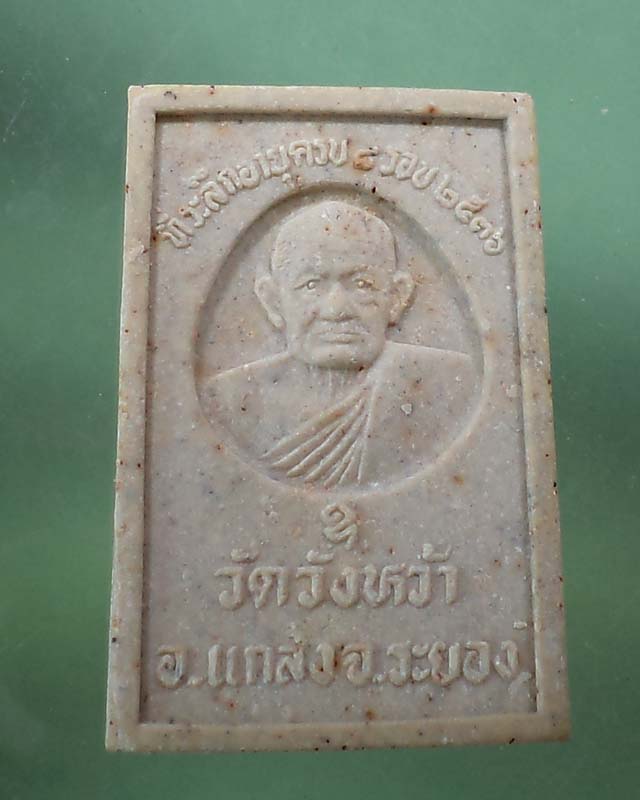 ที่ระลึกอายุครบ ๘ รอบ ๒๕๓๖
วัดวังหว้า
อ.แกลง จ.ระยอง